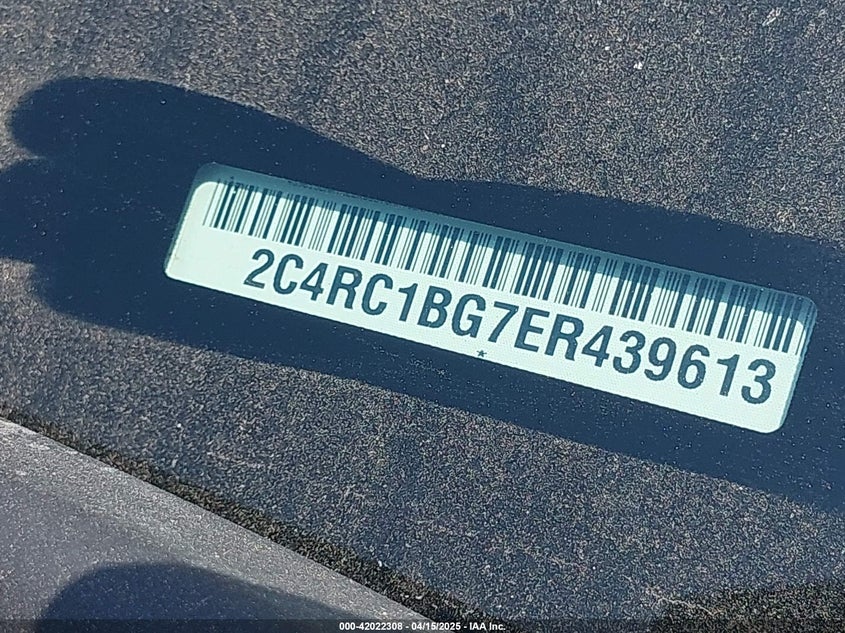 2C4RC1BG7ER439613
*
000-42022308 - 04/15/2025 - IAA Inc.